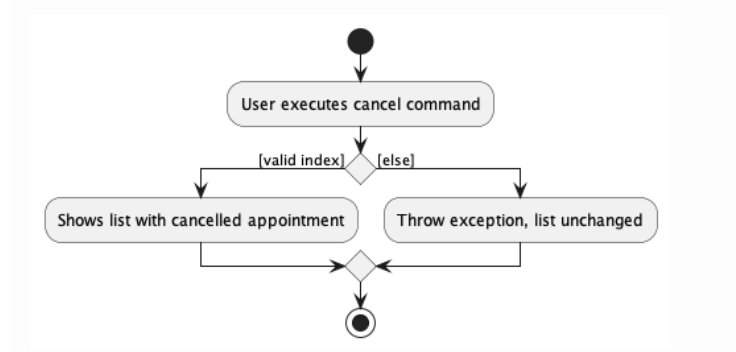 User executes cancel command
[valid index]
[else]
Shows list with cancelled appointment
Throw exception, list unchanged